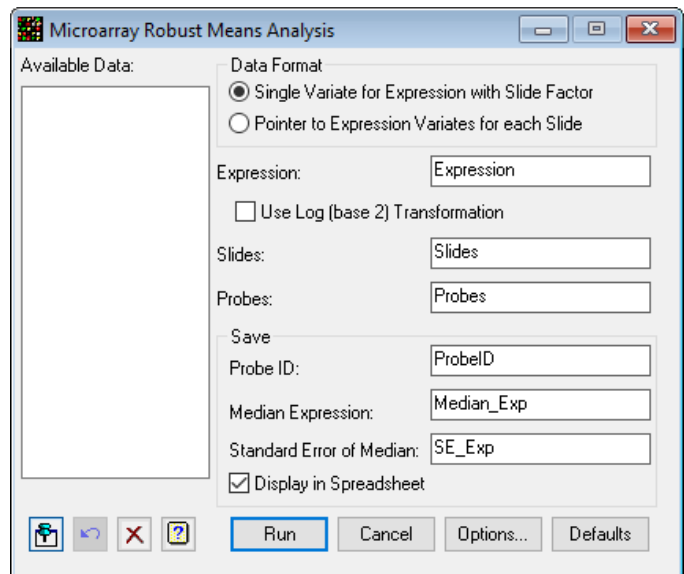 Microarray Robust Means Analysis
Available Data:
Data Format
Single Variate for Expression with Slide Factor
Pointer to Expression Variates for each Slide
Expression: Expression
Use Log (base 2) Transformation
Slides: Slides
Probes: Probes
Save
Probe ID: ProbeID
Median Expression: Median_Exp
Standard Error of Median: SE_Exp
Display in Spreadsheet
Run Cancel Options... Defaults